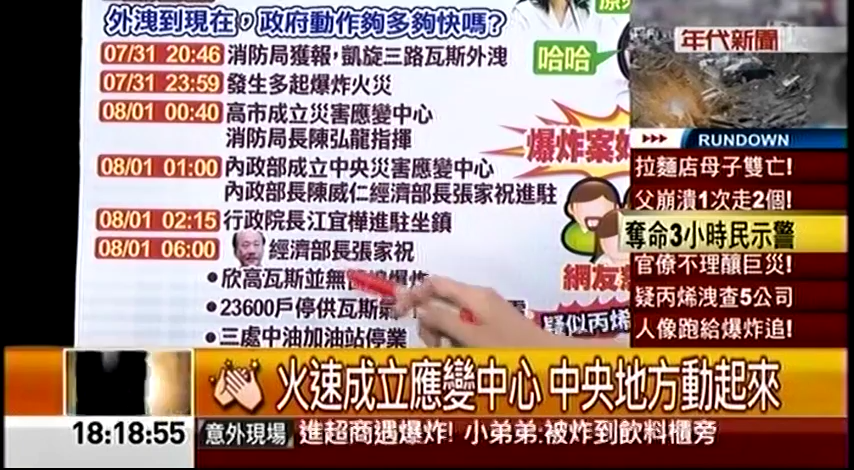 外洩到現在，政府動作夠多夠快嗎?
07/31 20:46 消防局獲報，凱旋三路瓦斯外洩
07/31 23:59 發生多起爆炸火災
08/01 00:40 高市成立災害應變中心
消防局長陳弘龍指揮
08/01 01:00 內政部成立中央災害應變中心
內政部長陳威仁經濟部長張家祝進駐
08/01 02:15 行政院長江宜樺進駐坐鎮
08/01 06:00 經濟部長張家祝
•欣高瓦斯並無
•23600戶停供瓦斯
•三處中油加油站停業
哈哈
爆炸案
網友
疑似丙烯
年代新聞
RUNDOWN
拉麵店母子雙亡!
父崩潰1次走2個!
奪命3小時民示警
官僚不理釀巨災!
疑丙烯洩查5公司
人像跑給爆炸追!
火速成立應變中心 中央地方動起來
18:18:55
意外現場
進超商遇爆炸! 小弟弟:被炸到飲料櫃旁